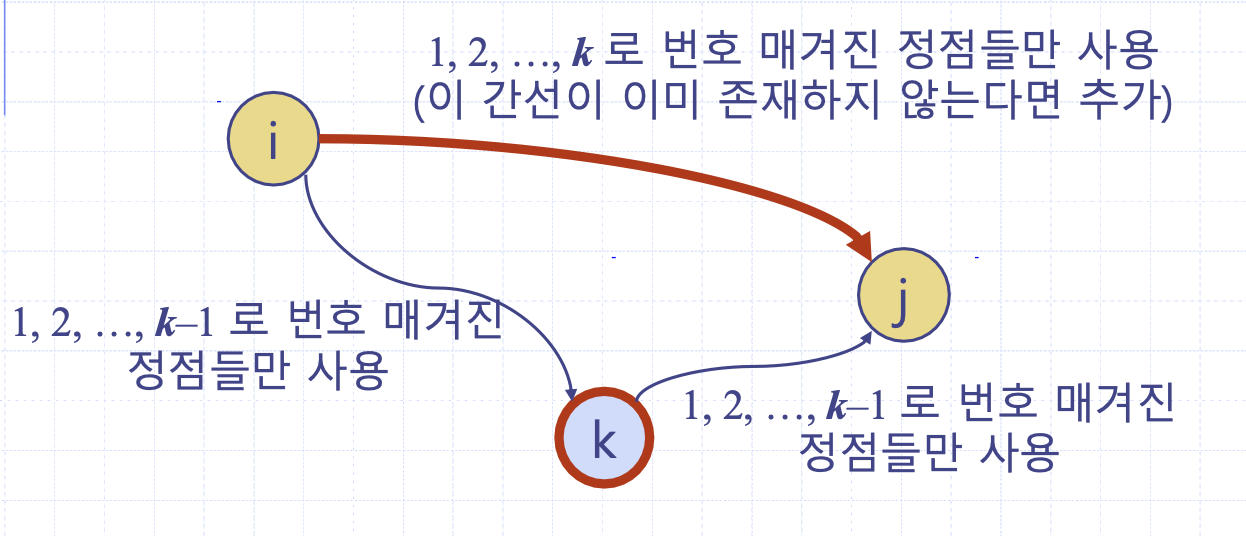 1, 2, …, k 로 번호 매겨진 정점들만 사용
(이 간선이 이미 존재하지 않는다면 추가)
i
j
1, 2, …, k–1 로 번호 매겨진
정점들만 사용
k
1, 2, …, k–1 로 번호 매겨진
정점들만 사용